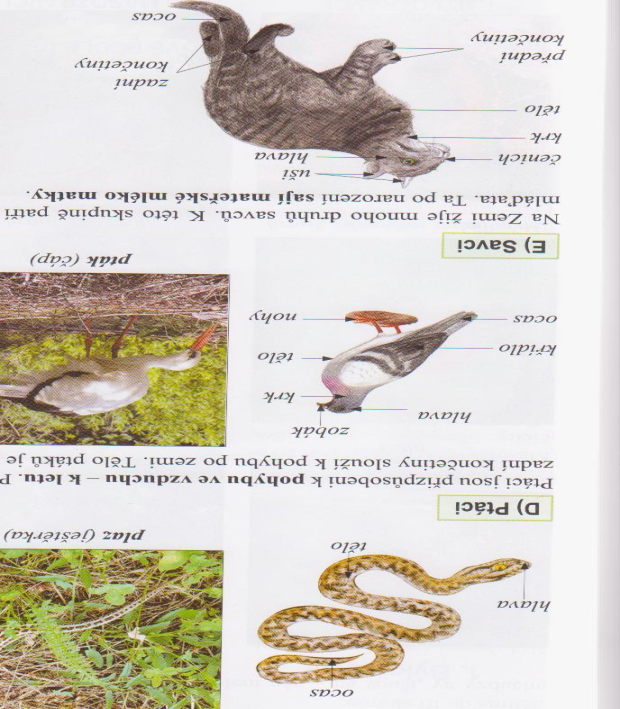 ocas
hlava
tělo
plaz (ještěrka)
D) Ptáci
Ptáci jsou přizpůsobeni k pohybu ve vzduchu – k letu. P
zadní končetiny slouží k pohybu po zemi. Tělo ptáků je
zobák
hlava
krk
tělo
křídlo
ocas
nohy
pták (čáp)
E) Savci
Na Zemi žije mnoho druhů savců. K této skupině patří
mláďata. Ta po narození sají mateřské mléko matky.
uši
čenich
hlava
krk
tělo
přední
končetiny
zadní
končetiny
ocas